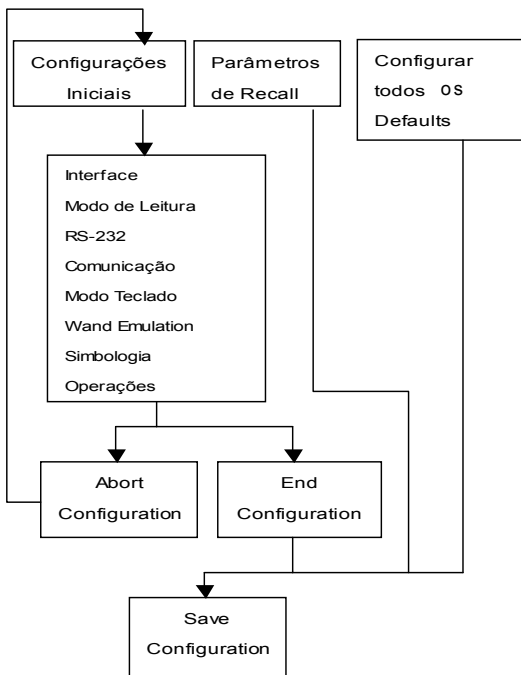 Configurações
Iniciais
Parâmetros
de Recall
Configurar
todos os
Defaults
Interface
Modo de Leitura
RS-232
Comunicação
Modo Teclado
Wand Emulation
Simbologia
Operações
Abort
Configuration
End
Configuration
Save
Configuration